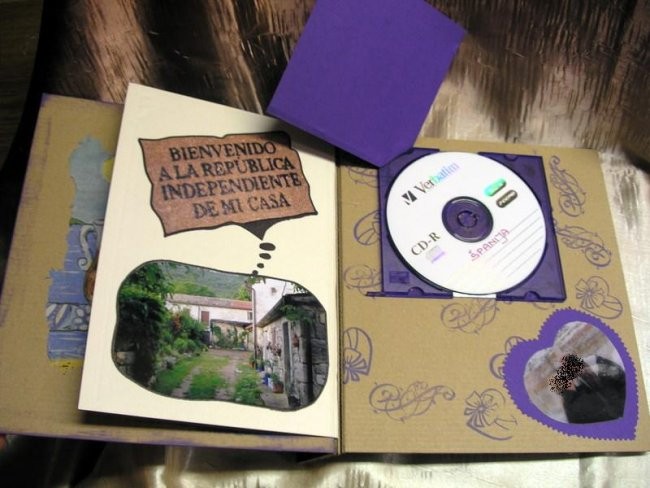 BIENVENIDO
A LA REPÚBLICA
INDEPENDIENTE
DE MI CASA
Verbatim
CD-R
ŠPANIJA